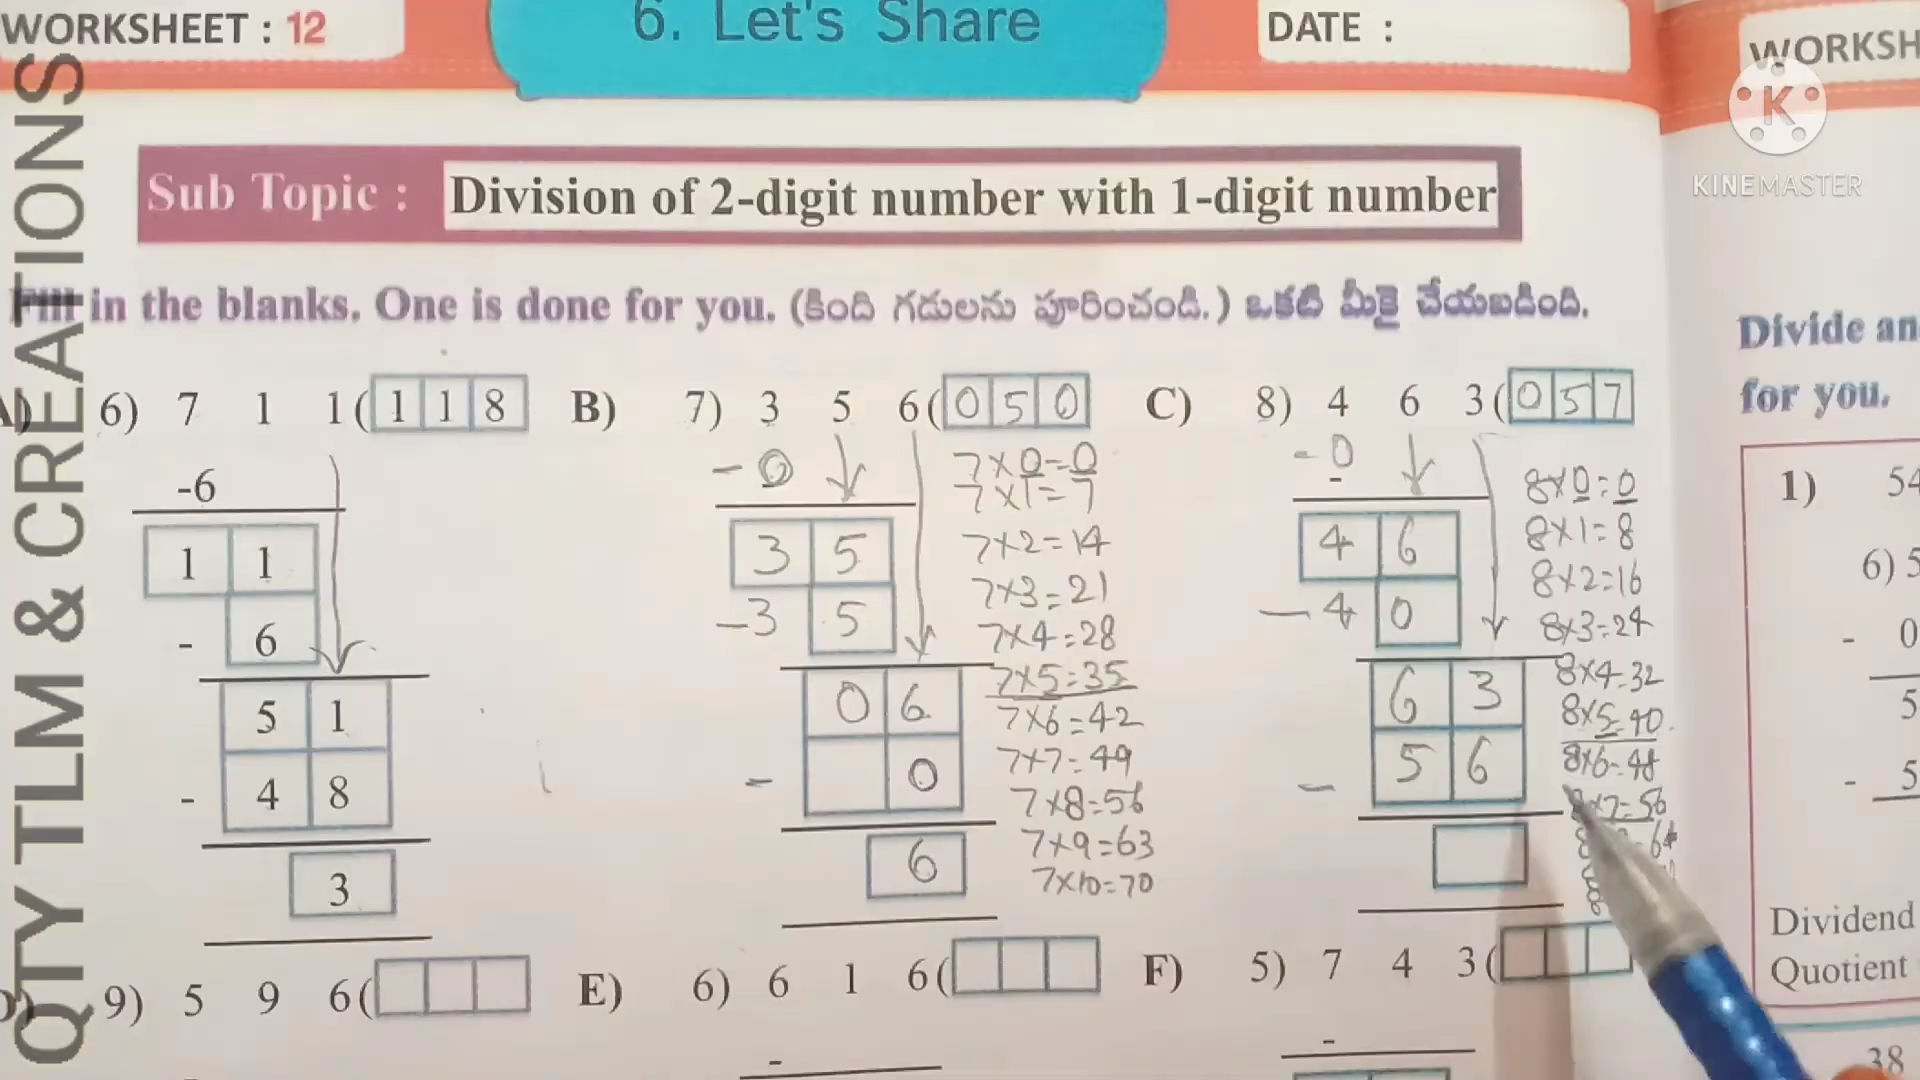 WORKSHEET : 12
6. Let's Share
DATE :
WORKSH
KINEMASTER
QTY TLM & CREATIONS
Sub Topic : Division of 2-digit number with 1-digit number
Fill in the blanks. One is done for you. (కింది గడులను పూరించండి.) ఒకటి మీకై చేయబడింది.
A) 6) 7 1 1 ( 1 1 8
-6
1 1
- 6
5 1
- 4 8
3
B) 7) 3 5 6 ( 0 5 0
- 0
3 5
- 3 5
0 6
- 0
6
7×0=0
7×1=7
7×2=14
7×3=21
7×4=28
7×5=35
7×6=42
7×7=49
7×8=56
7×9=63
7×10=70
C) 8) 4 6 3 ( 0 5 7
- 0
-
4 6
- 4 0
6 3
- 5 6
8×0=0
8×1=8
8×2=16
8×3=24
8×4=32
8×5=40
8×6=48
8×7=56
64
D) 9) 5 9 6 (
E) 6) 6 1 6 (
-
F) 5) 7 4 3 (
-
Divide an
for you.
1) 54
6) 5
- 0
5
- 5
Dividend
Quotient
38